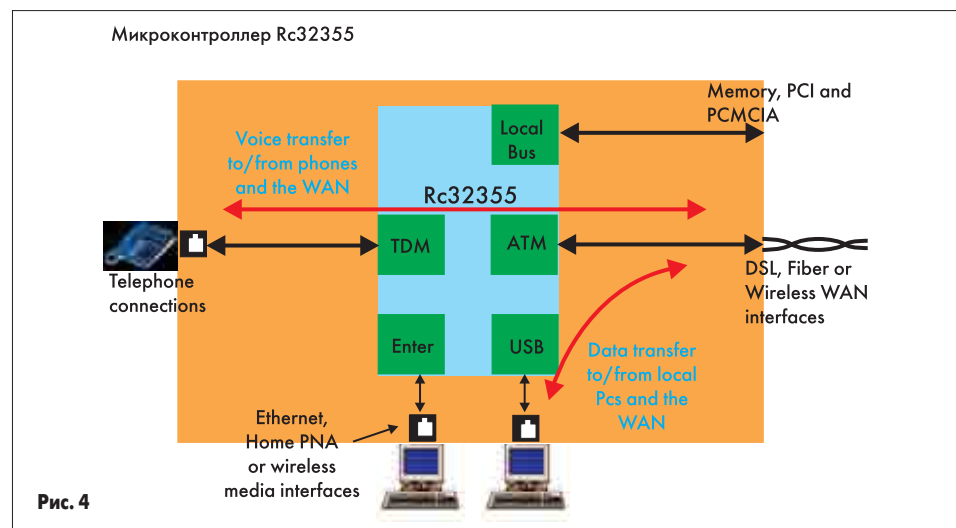 Микроконтроллер Rc32355
Memory, PCI and
PCMCIA
Local
Bus
Voice transfer
to/from phones
and the WAN
Rc32355
TDM
ATM
Telephone
connections
DSL, Fiber or
Wireless WAN
interfaces
Enter
USB
Data transfer
to/from local
Pcs and the
WAN
Ethernet,
Home PNA
or wireless
media interfaces
Рис. 4